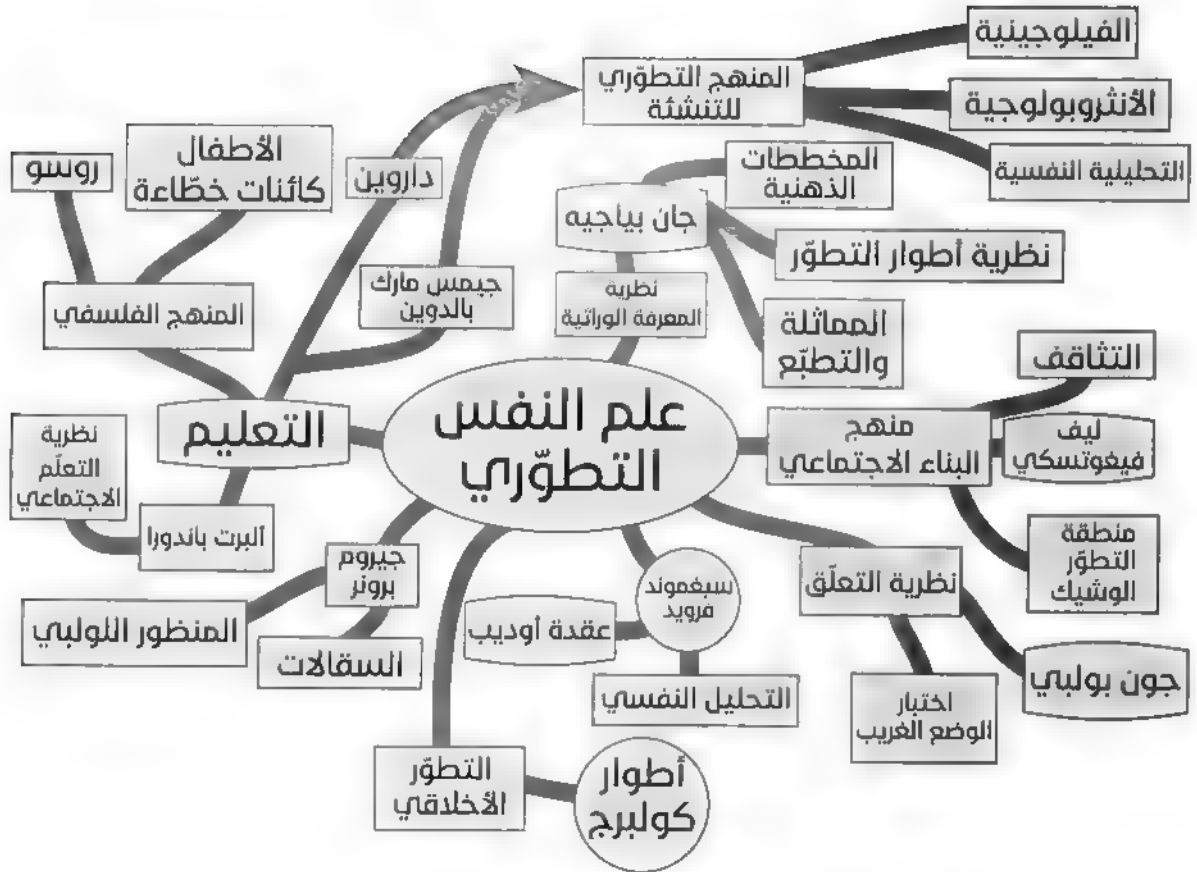 الفيلوجينية
المنهج التطوّري
للتنشئة
الأنثروبولوجية
التحليلية النفسية
الأطفال
كائنات خطّاءة
روسو
داروين
المخططات
الذهنية
جان بياجيه
نظرية أطوار التطوّر
المنهج الفلسفي
جيمس مارك
بالدوين
نظرية
المعرفة الوراثية
المماثلة
والتطبّع
التثاقف
علم النفس
التطوّري
التعليم
منهج
البناء الاجتماعي
ليف
فيغوتسكي
نظرية
التعلّم
الاجتماعي
ألبرت باندورا
جيروم
برونر
سيغموند
فرويد
نظرية التعلّق
منطقة
التطوّر
الوشيك
المنظور اللولبي
السقالات
عقدة أوديب
التحليل النفسي
اختبار
الوضع الغريب
جون بولبي
التطوّر
الأخلاقي
أطوار
كولبرج